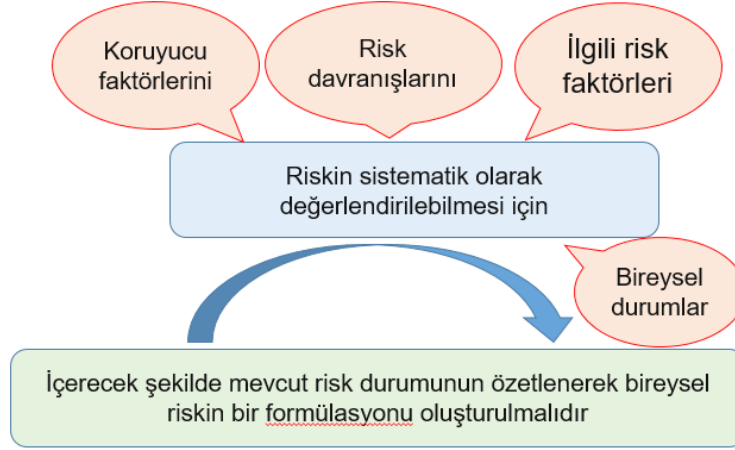 Koruyucu
faktörlerini
Risk
davranışlarını
İlgili risk
faktörleri
Riskin sistematik olarak
değerlendirilebilmesi için
Bireysel
durumlar
İçerecek şekilde mevcut risk durumunun özetlenerek bireysel
riskin bir formülasyonu oluşturulmalıdır